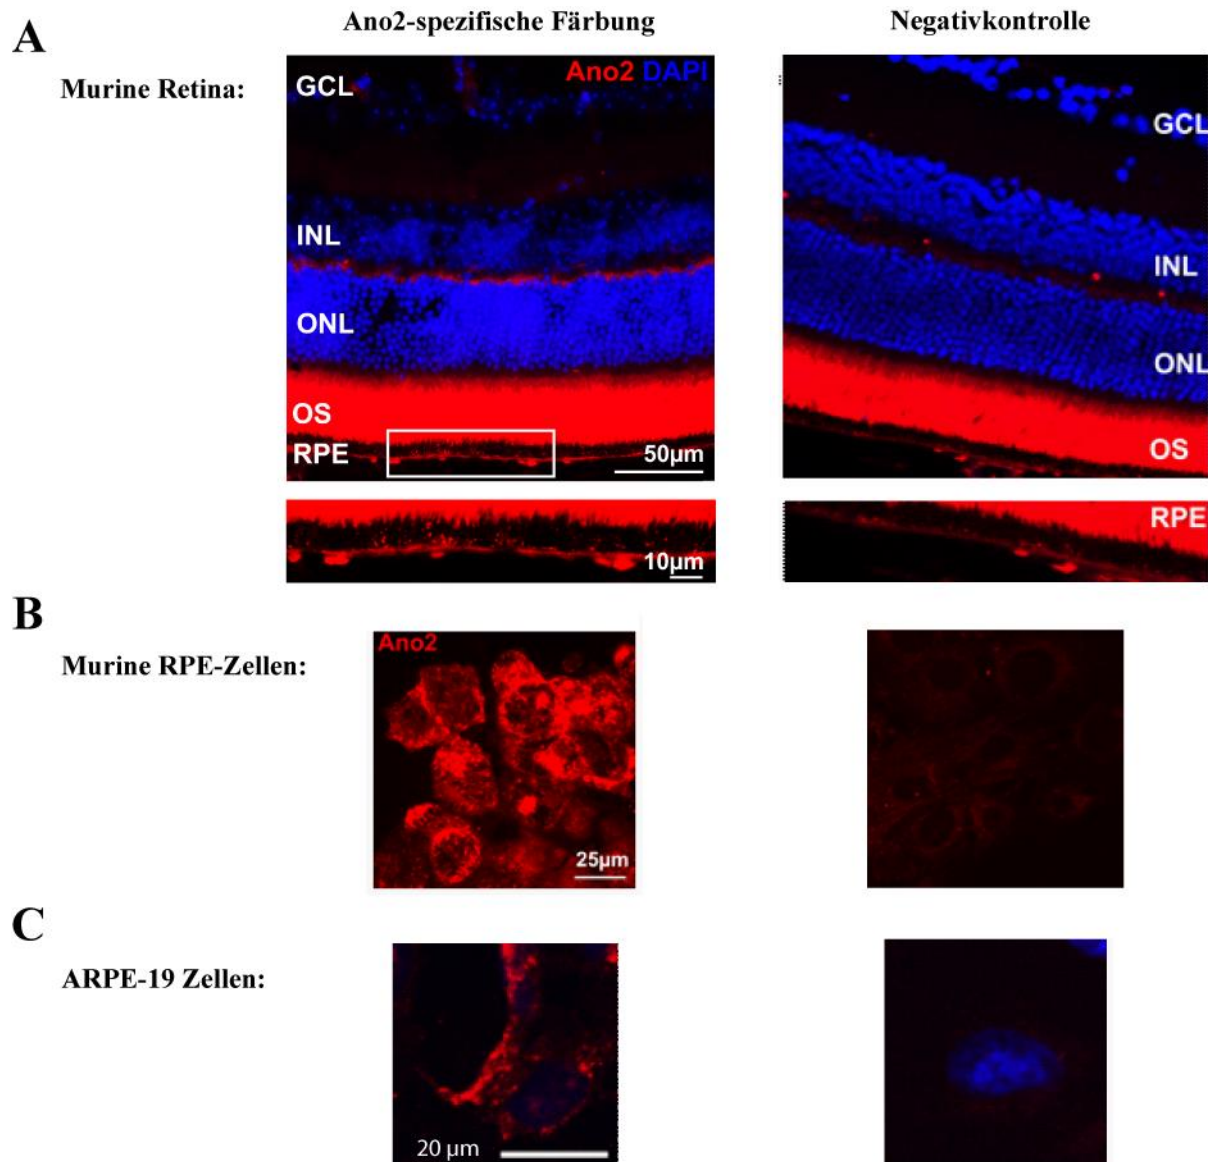 A
Ano2-spezifische Färbung
Negativkontrolle
Murine Retina:
Ano2 DAPI
GCL
INL
ONL
OS
RPE
50µm
10µm
GCL
INL
ONL
OS
RPE
B
Murine RPE-Zellen:
Ano2
25µm
C
ARPE-19 Zellen:
20 µm